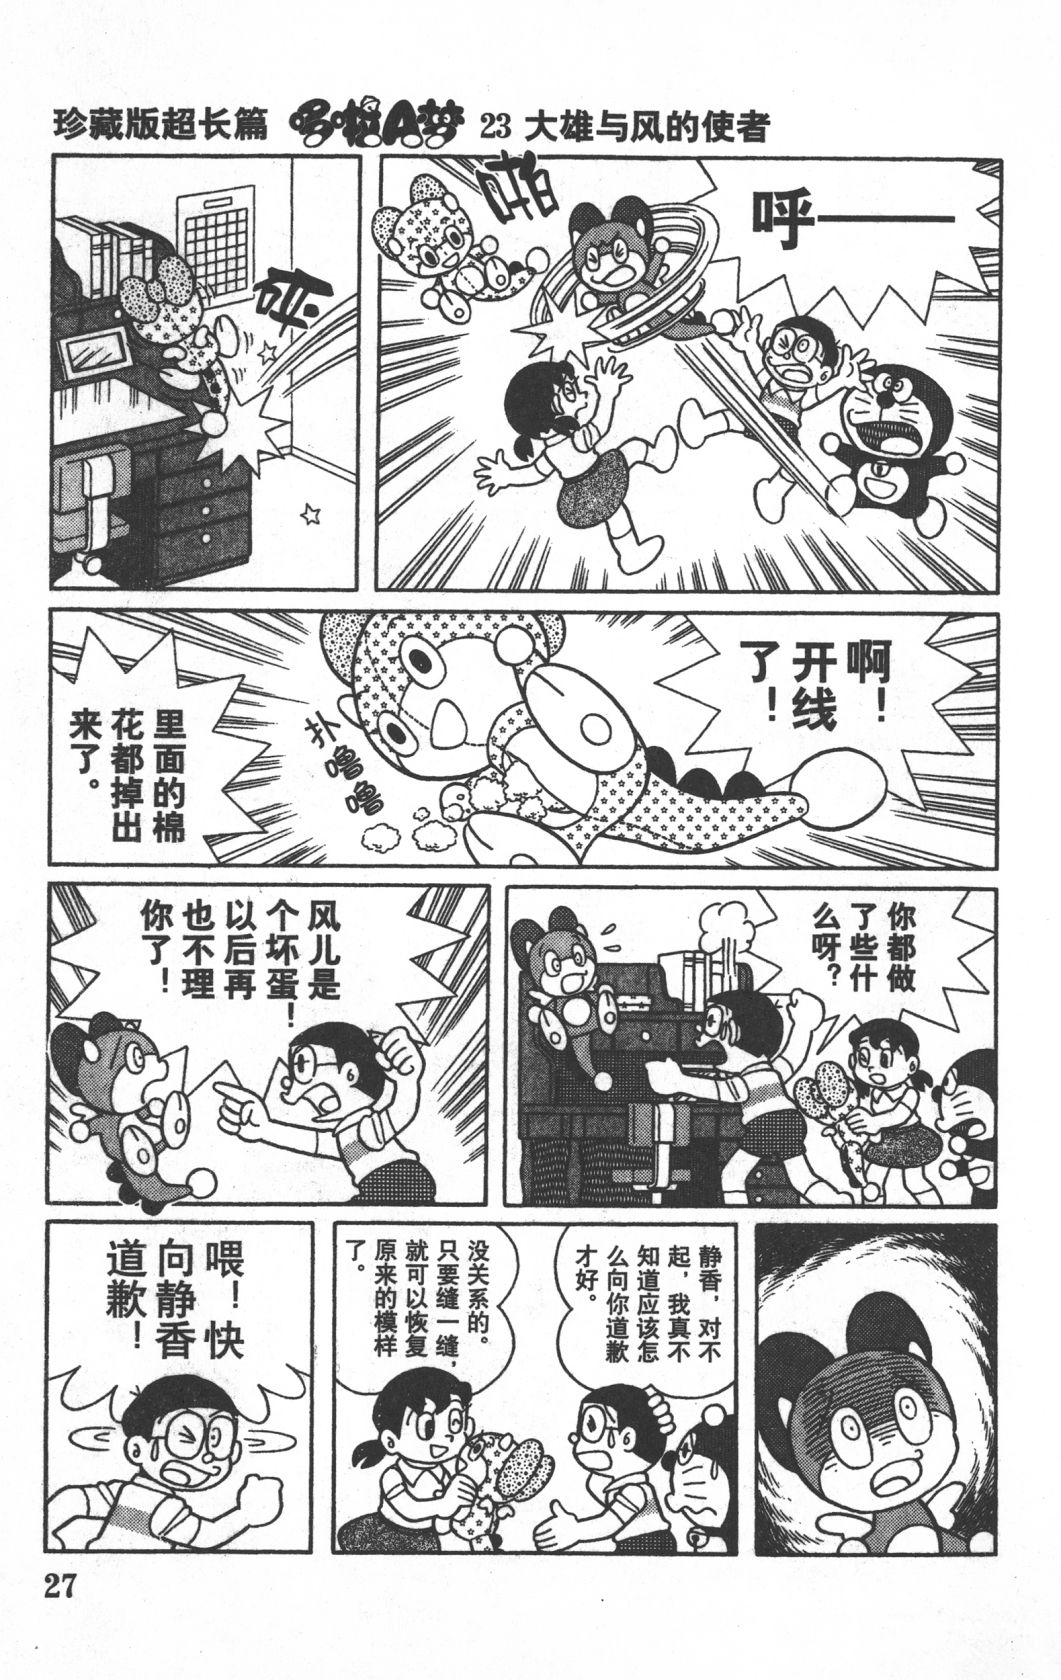 珍藏版超长篇 哆啦A梦 23 大雄与风的使者
呼——
啪
砰
啊！
开线
了！
扑噜噜
里面的棉
花都掉出
来了。
你都做
了些什
么呀？
风儿是
个坏蛋！
以后再
也不理
你了！
静香，对不
起，我真不
知道应该怎
么向你道歉
才好。
没关系的。
只要缝一缝，
就可以恢复
原来的模样
了。
喂！快
向静香
道歉！
27